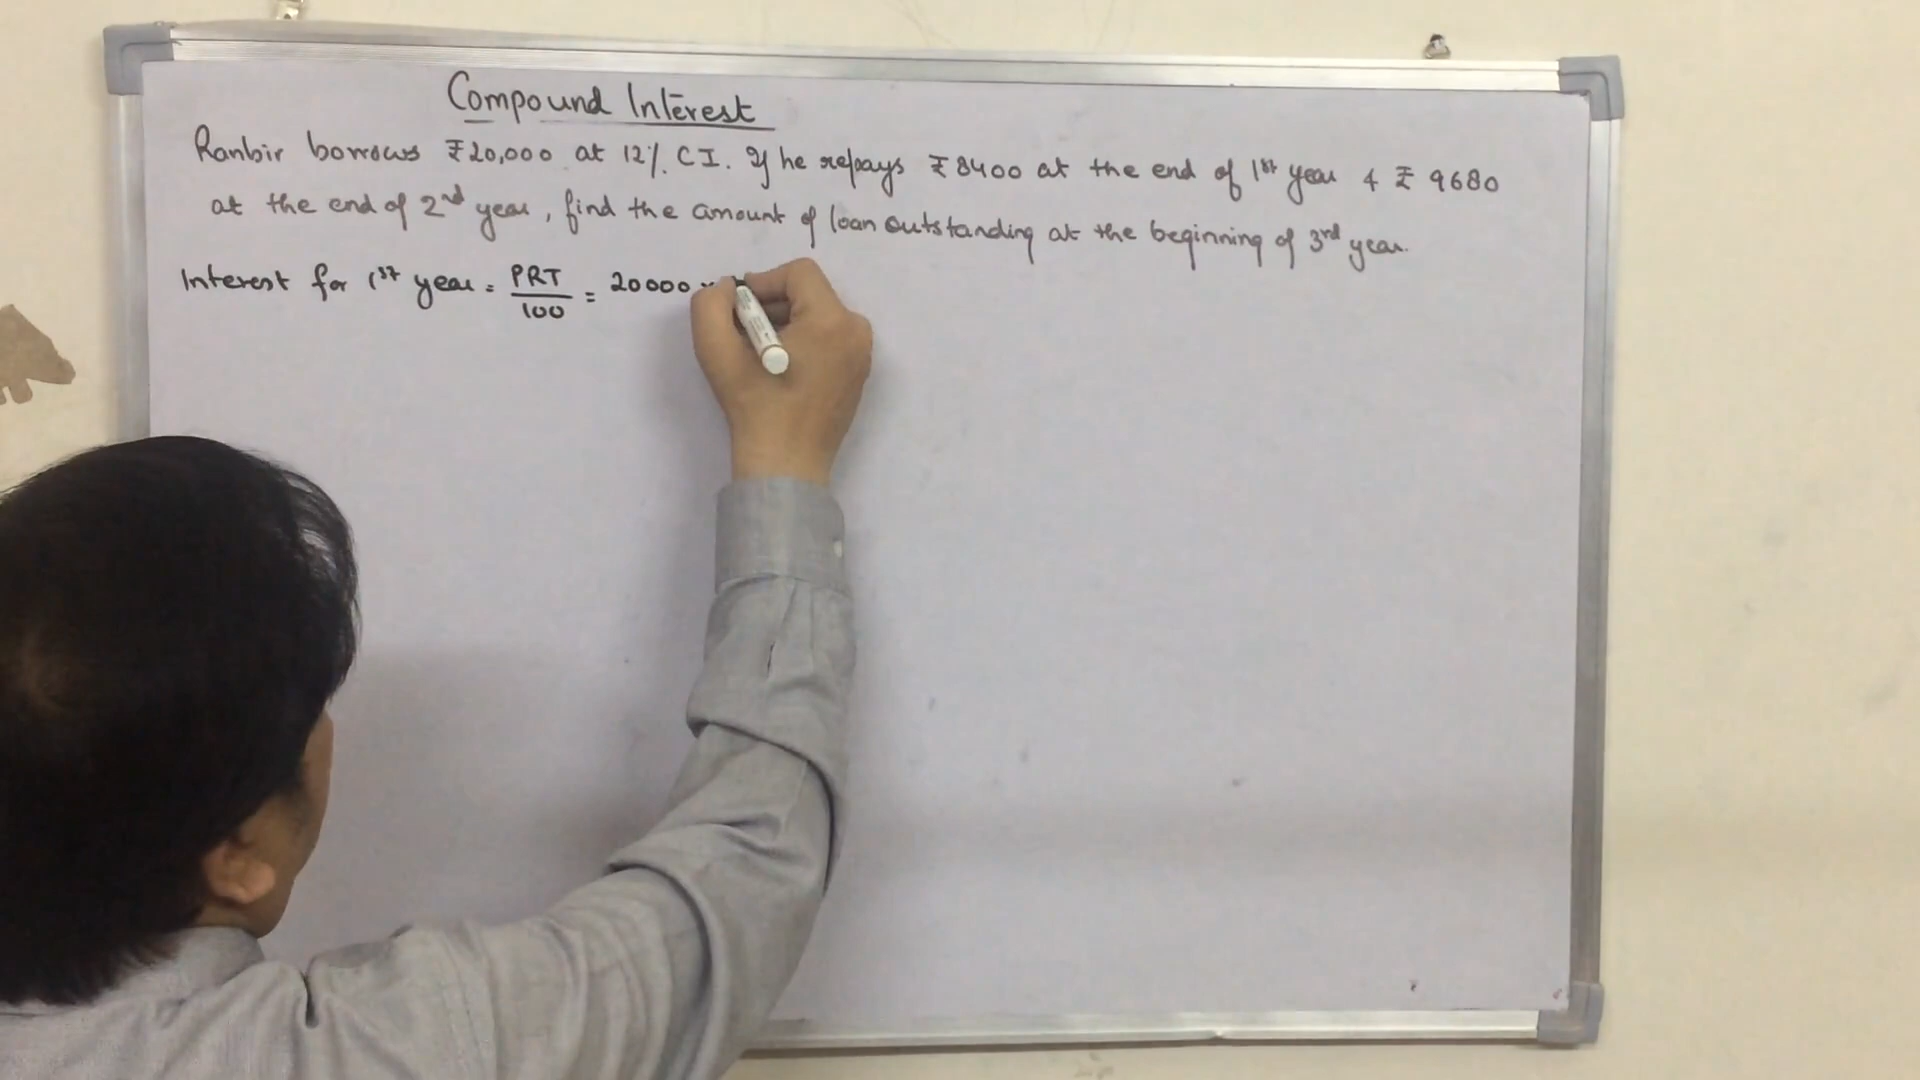 Compound Interest
Ranbir borrows ₹20,000 at 12% CI. If he repays ₹8400 at the end of 1st year & ₹ 9680
at the end of 2nd year, find the amount of loan outstanding at the beginning of 3rd year.
Interest for 1st year = PRT/100 = 20000 ×